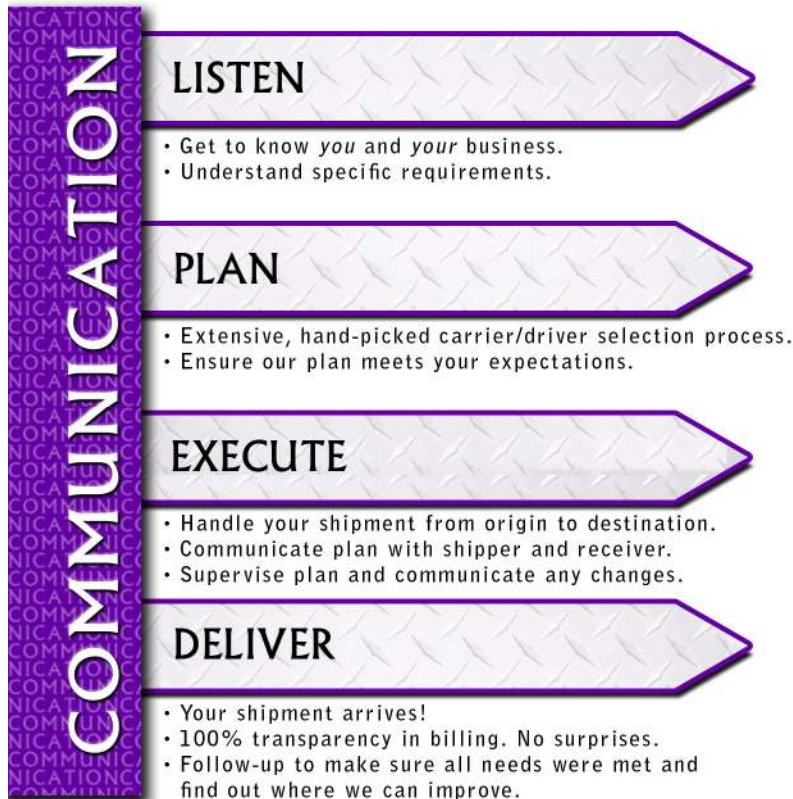 COMMUNICATION
LISTEN
• Get to know you and your business.
• Understand specific requirements.
PLAN
• Extensive, hand-picked carrier/driver selection process.
• Ensure our plan meets your expectations.
EXECUTE
• Handle your shipment from origin to destination.
• Communicate plan with shipper and receiver.
• Supervise plan and communicate any changes.
DELIVER
• Your shipment arrives!
• 100% transparency in billing. No surprises.
• Follow-up to make sure all needs were met and
find out where we can improve.